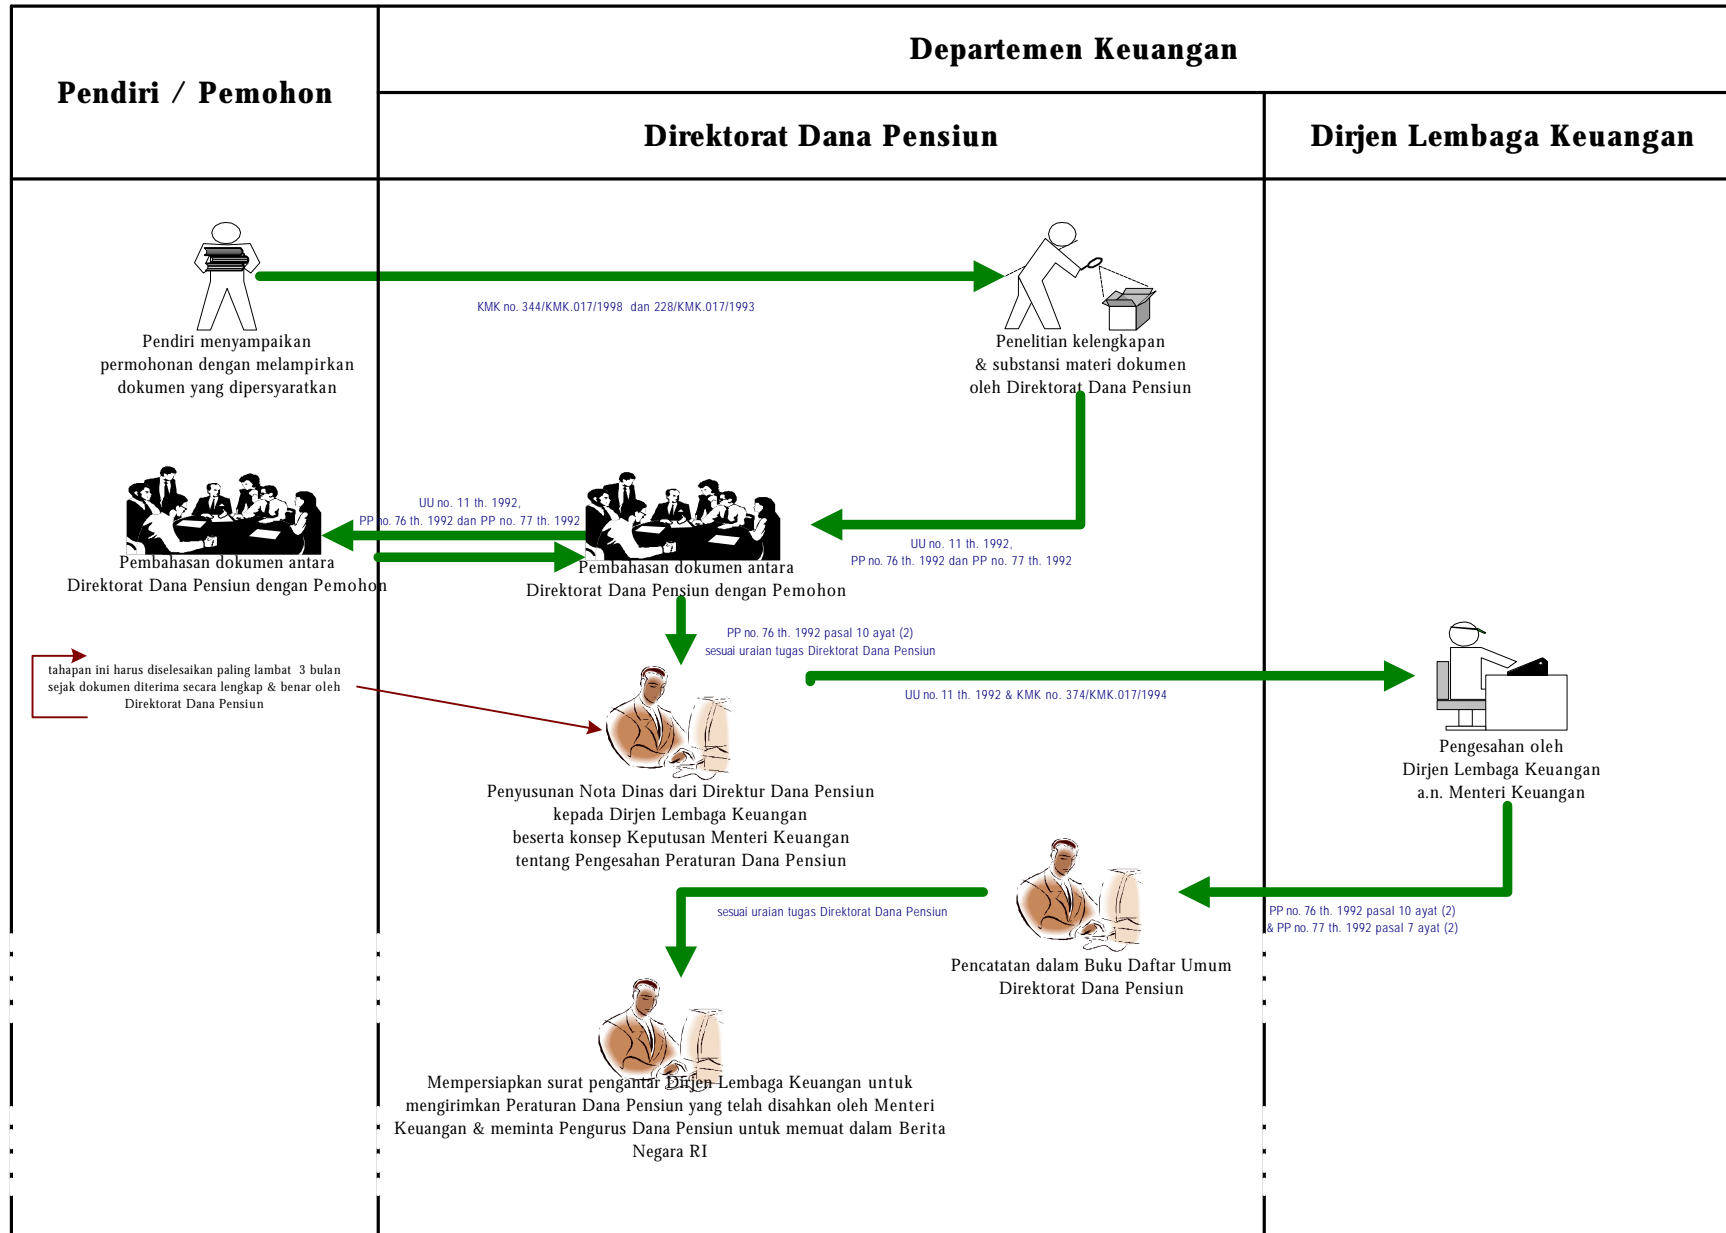 Pendiri / Pemohon
Departemen Keuangan
Direktorat Dana Pensiun
Dirjen Lembaga Keuangan
KMK no. 344/KMK.017/1998 dan 228/KMK.017/1993
Pendiri menyampaikan
permohonan dengan melampirkan
dokumen yang dipersyaratkan
Penelitian kelengkapan
& substansi materi dokumen
oleh Direktorat Dana Pensiun
UU no. 11 th. 1992,
PP no. 76 th. 1992 dan PP no. 77 th. 1992
UU no. 11 th. 1992,
PP no. 76 th. 1992 dan PP no. 77 th. 1992
Pembahasan dokumen antara
Direktorat Dana Pensiun dengan Pemohon
Pembahasan dokumen antara
Direktorat Dana Pensiun dengan Pemohon
PP no. 76 th. 1992 pasal 10 ayat (2)
sesuai uraian tugas Direktorat Dana Pensiun
tahapan ini harus diselesaikan paling lambat 3 bulan
sejak dokumen diterima secara lengkap & benar oleh
Direktorat Dana Pensiun
UU no. 11 th. 1992 & KMK no. 374/KMK.017/1994
Pengesahan oleh
Dirjen Lembaga Keuangan
a.n. Menteri Keuangan
Penyusunan Nota Dinas dari Direktur Dana Pensiun
kepada Dirjen Lembaga Keuangan
beserta konsep Keputusan Menteri Keuangan
tentang Pengesahan Peraturan Dana Pensiun
sesuai uraian tugas Direktorat Dana Pensiun
PP no. 76 th. 1992 pasal 10 ayat (2)
& PP no. 77 th. 1992 pasal 7 ayat (2)
Pencatatan dalam Buku Daftar Umum
Direktorat Dana Pensiun
Mempersiapkan surat pengantar Dirjen Lembaga Keuangan untuk
mengirimkan Peraturan Dana Pensiun yang telah disahkan oleh Menteri
Keuangan & meminta Pengurus Dana Pensiun untuk memuat dalam Berita
Negara RI